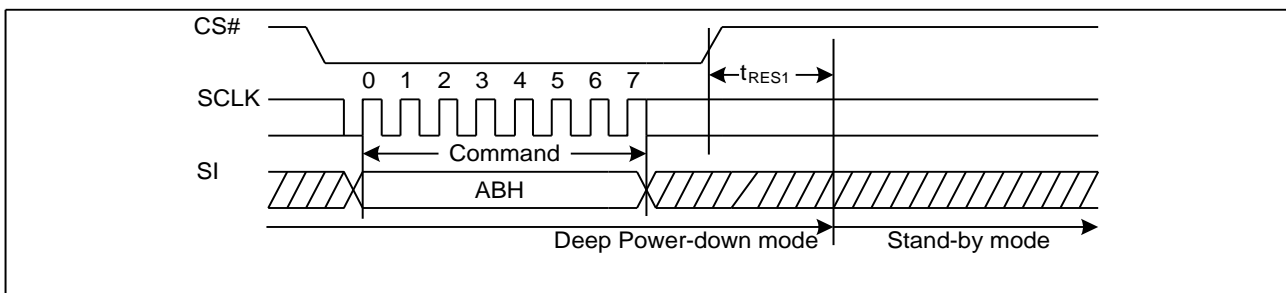 CS#
tRES1
0 1 2 3 4 5 6 7
SCLK
Command
SI
ABH
Deep Power-down mode Stand-by mode